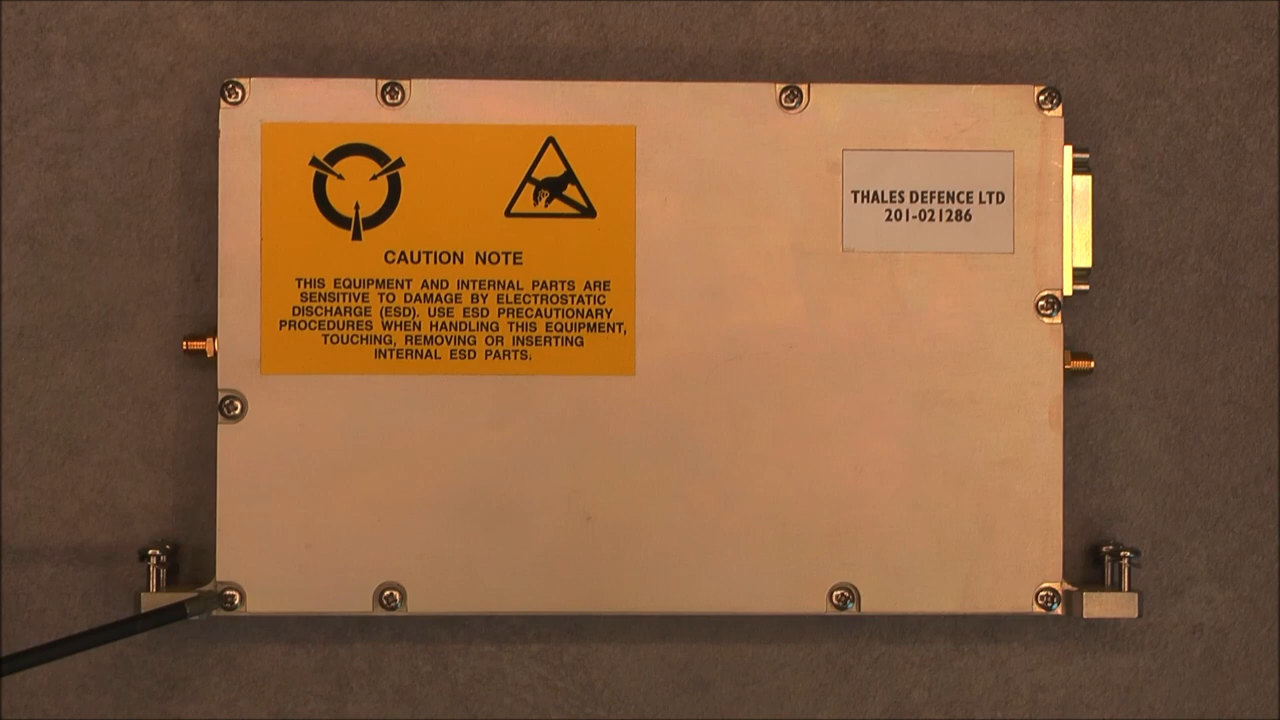 CAUTION NOTE
THIS EQUIPMENT AND INTERNAL PARTS ARE
SENSITIVE TO DAMAGE BY ELECTROSTATIC
DISCHARGE (ESD). USE ESD PRECAUTIONARY
PROCEDURES WHEN HANDLING THIS EQUIPMENT,
TOUCHING, REMOVING OR INSERTING
INTERNAL ESD PARTS.
THALES DEFENCE LTD
201-021286